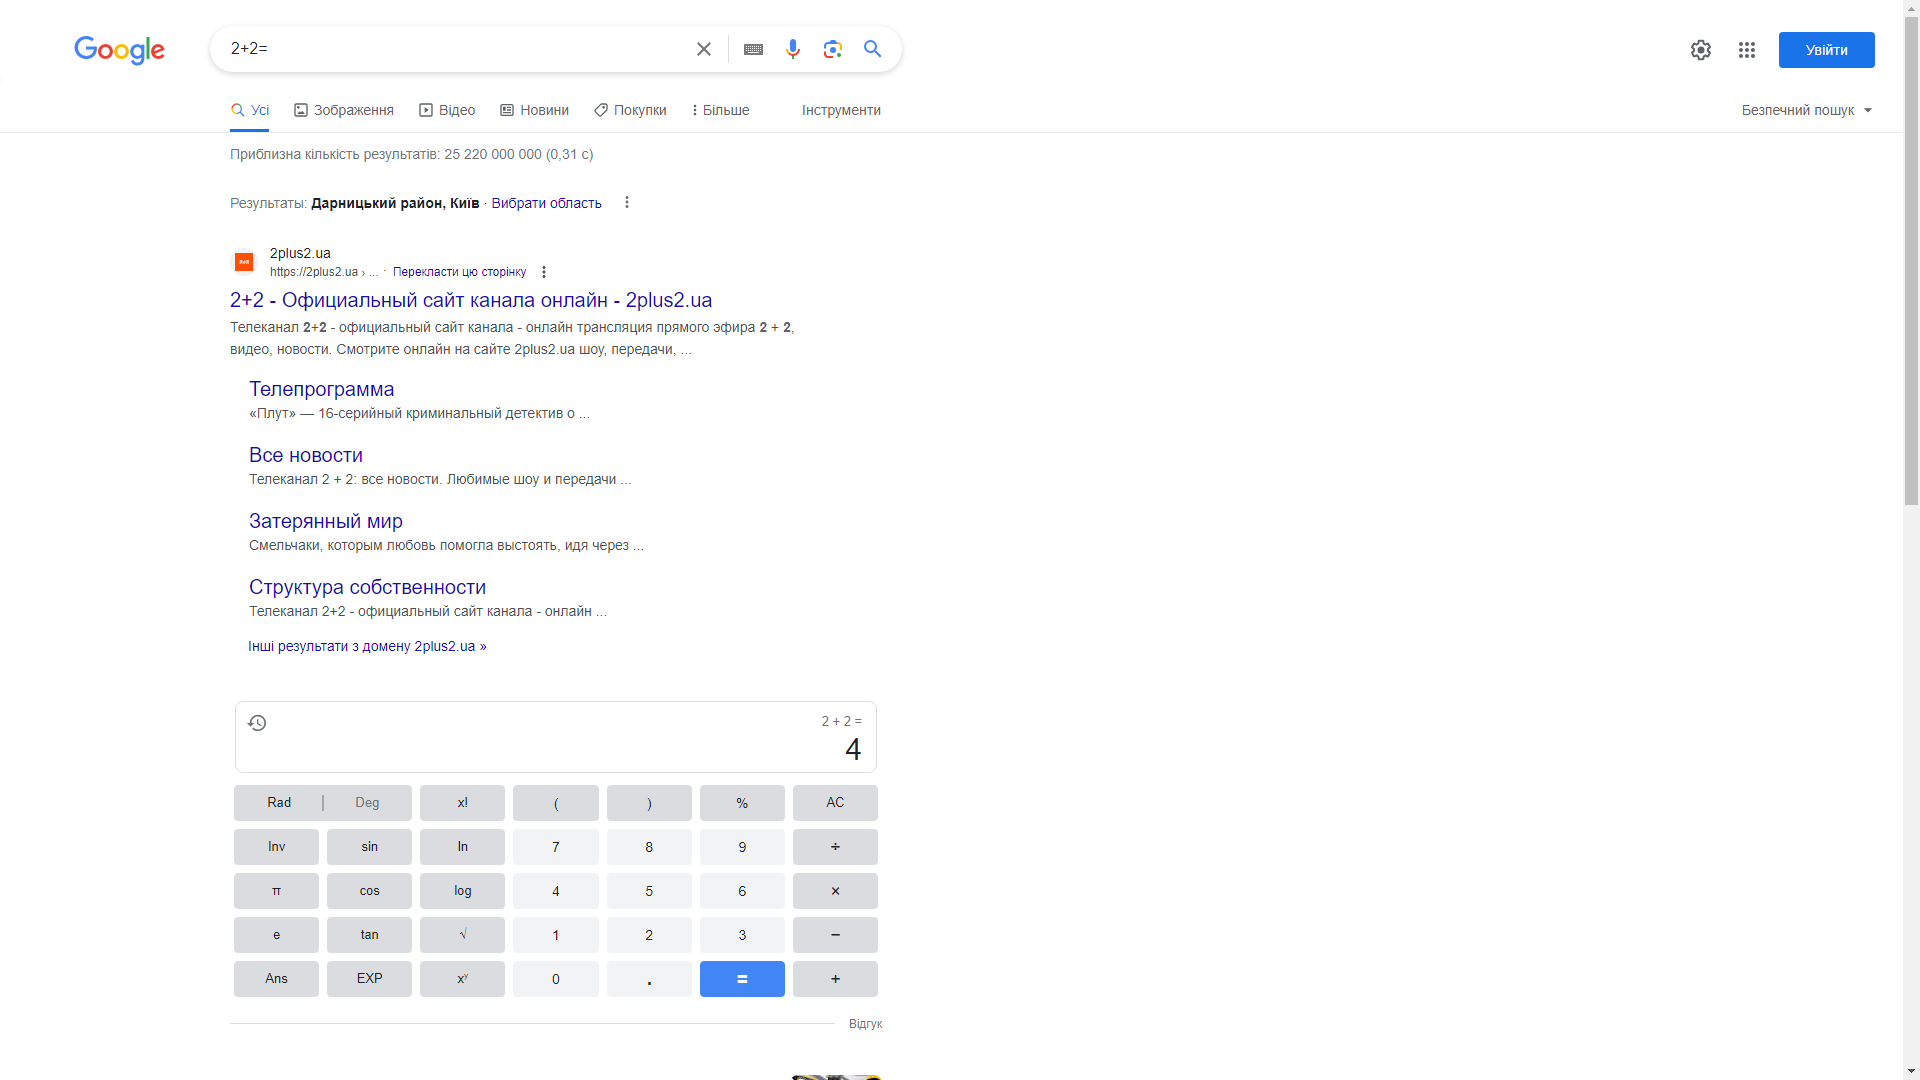 Google
2+2=
Увійти
Усі
Зображення
Відео
Новини
Покупки
Більше
Інструменти
Безпечний пошук
Приблизна кількість результатів: 25 220 000 000 (0,31 с)
Результаты: Дарницький район, Київ · Вибрати область
2plus2.ua
https://2plus2.ua › ... · Перекласти цю сторінку
2+2 - Официальный сайт канала онлайн - 2plus2.ua
Телеканал 2+2 - официальный сайт канала - онлайн трансляция прямого эфира 2 + 2,
видео, новости. Смотрите онлайн на сайте 2plus2.ua шоу, передачи, ...
Телепрограмма
«Плут» — 16-серийный криминальный детектив о ...
Все новости
Телеканал 2 + 2: все новости. Любимые шоу и передачи ...
Затерянный мир
Смельчаки, которым любовь помогла выстоять, идя через ...
Структура собственности
Телеканал 2+2 - официальный сайт канала - онлайн ...
Інші результати з домену 2plus2.ua »
2 + 2 =
4
Rad | Deg x! ( ) % AC
Inv sin ln 7 8 9 ÷
π cos log 4 5 6 ×
e tan √ 1 2 3 −
Ans EXP xʸ 0 . = +
Відгук